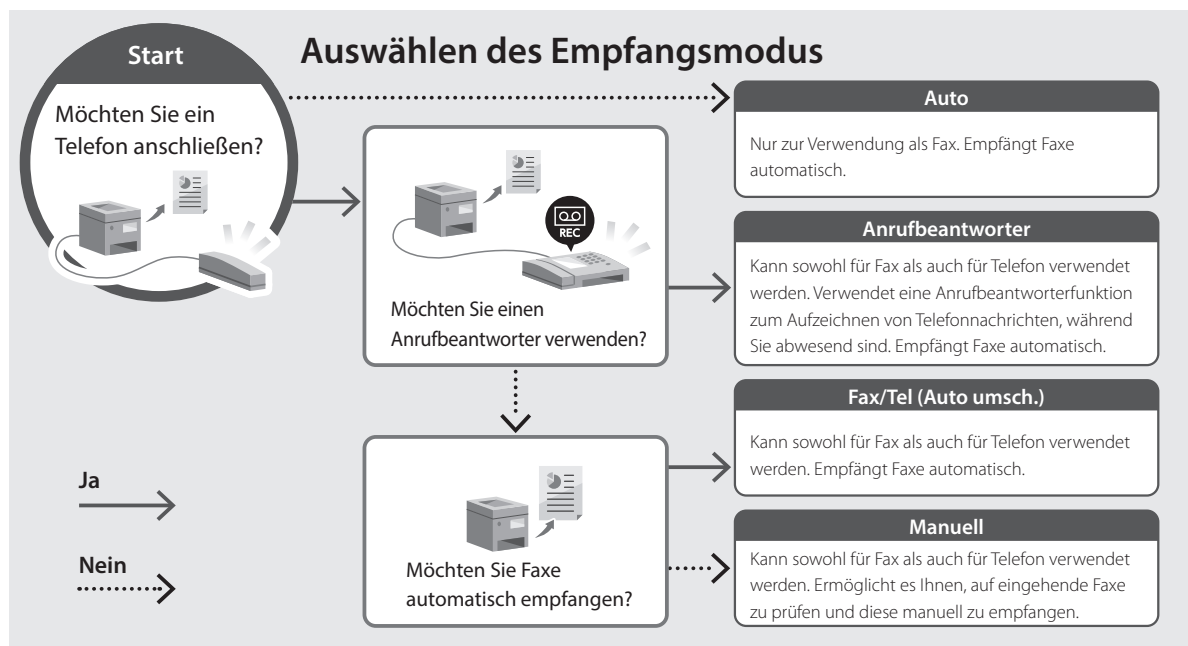 Auswählen des Empfangsmodus
Start
Möchten Sie ein
Telefon anschließen?
REC
Möchten Sie einen
Anrufbeantworter verwenden?
Möchten Sie Faxe
automatisch empfangen?
Auto
Nur zur Verwendung als Fax. Empfängt Faxe
automatisch.
Anrufbeantworter
Kann sowohl für Fax als auch für Telefon verwendet
werden. Verwendet eine Anrufbeantworterfunktion
zum Aufzeichnen von Telefonnachrichten, während
Sie abwesend sind. Empfängt Faxe automatisch.
Fax/Tel (Auto umsch.)
Kann sowohl für Fax als auch für Telefon verwendet
werden. Empfängt Faxe automatisch.
Manuell
Kann sowohl für Fax als auch für Telefon verwendet
werden. Ermöglicht es Ihnen, auf eingehende Faxe
zu prüfen und diese manuell zu empfangen.
Ja
Nein